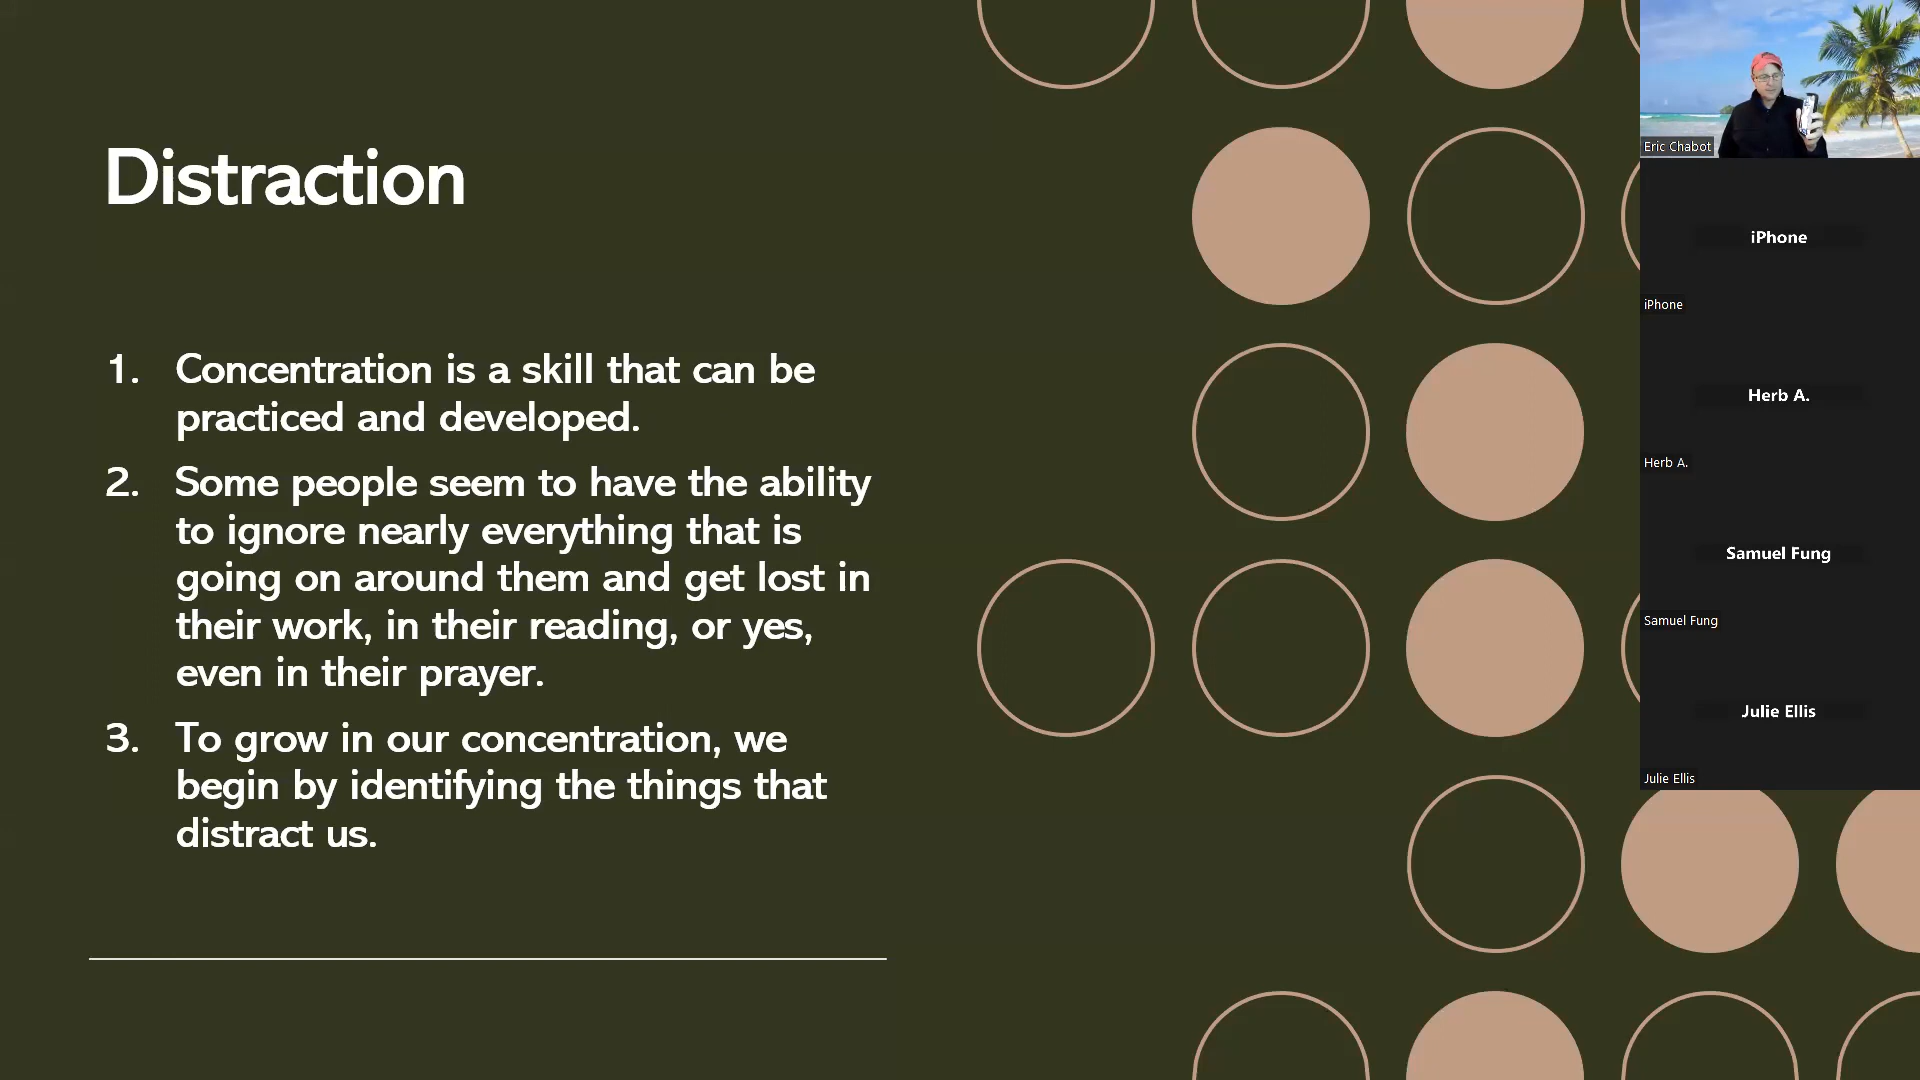 Distraction
1. Concentration is a skill that can be
practiced and developed.
2. Some people seem to have the ability
to ignore nearly everything that is
going on around them and get lost in
their work, in their reading, or yes,
even in their prayer.
3. To grow in our concentration, we
begin by identifying the things that
distract us.
Eric Chabot
iPhone
iPhone
Herb A.
Herb A.
Samuel Fung
Samuel Fung
Julie Ellis
Julie Ellis